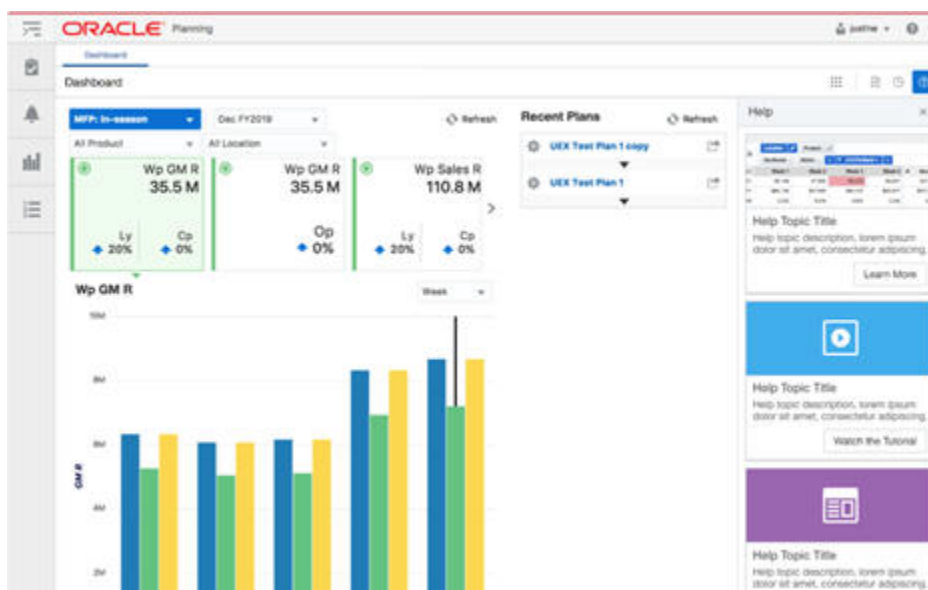 ORACLE Planning
justine
Dashboard
Dashboard
MFP: In-season
Dec FY2019
Refresh
All Product
All Location
Wp GM R
35.5 M
Ly
20%
Cp
0%
Wp GM R
35.5 M
Op
0%
Wp Sales R
110.8 M
Ly
20%
Cp
0%
Wp GM R
Week
10M
8M
6M
4M
2M
GM R
Recent Plans
Refresh
UEX Test Plan 1 copy
UEX Test Plan 1
Help
Help Topic Title
Help topic description, lorem ipsum
dolor sit amet, consectetur adipiscing.
Learn More
Help Topic Title
Help topic description, lorem ipsum
dolor sit amet, consectetur adipiscing.
Watch the Tutorial
Help Topic Title
Help topic description, lorem ipsum
dolor sit amet, consectetur adipiscing.